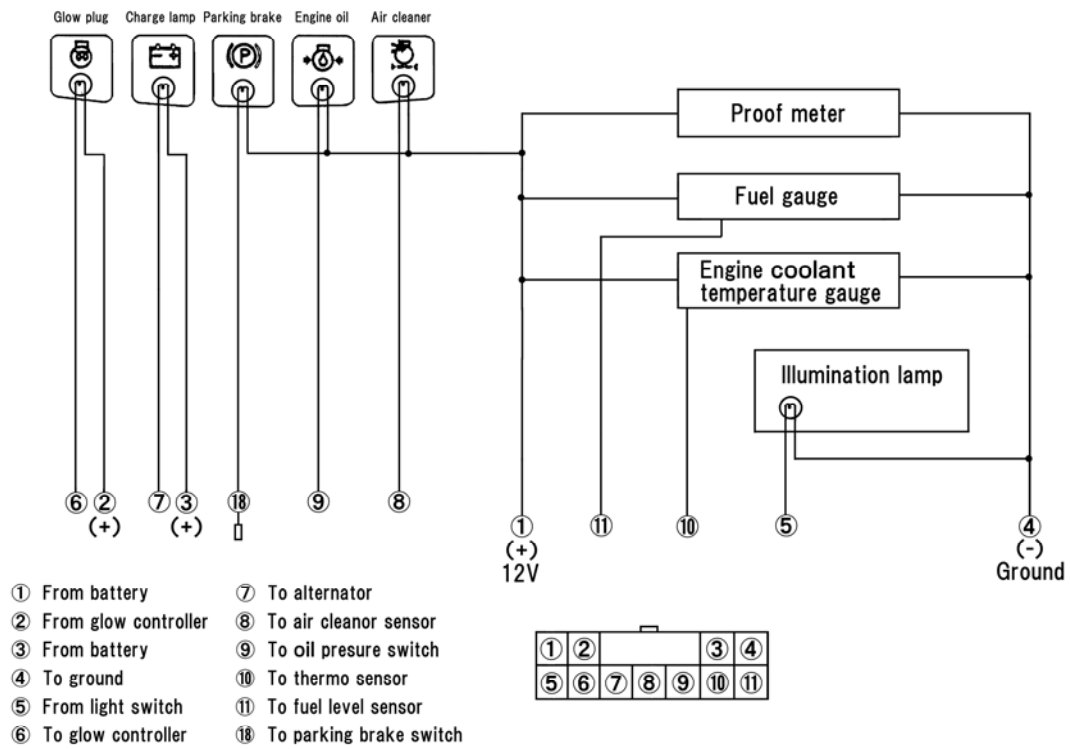 Glow plug Charge lamp Parking brake Engine oil Air cleaner
P
Proof meter
Fuel gauge
Engine coolant
temperature gauge
Illumination lamp
⑥ ② ⑦ ③ ⑱ ⑨ ⑧
(+) (+)
① ⑪ ⑩ ⑤ ④
(+) (-)
12V Ground
① From battery
② From glow controller
③ From battery
④ To ground
⑤ From light switch
⑥ To glow controller
⑦ To alternator
⑧ To air cleanor sensor
⑨ To oil presure switch
⑩ To thermo sensor
⑪ To fuel level sensor
⑱ To parking brake switch
① ② ③ ④
⑤ ⑥ ⑦ ⑧ ⑨ ⑩ ⑪